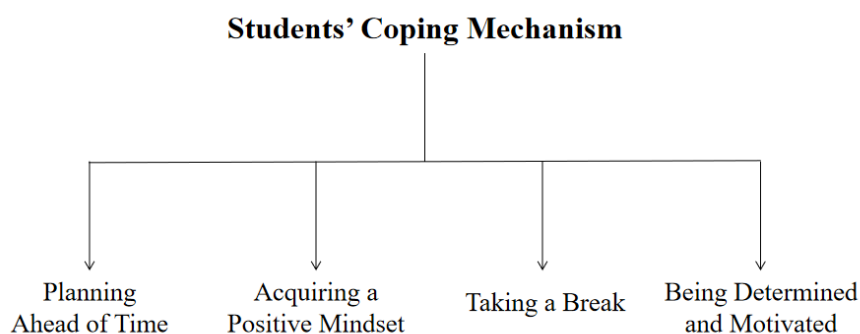 Students’ Coping Mechanism
Planning
Ahead of Time
Acquiring a
Positive Mindset
Taking a Break
Being Determined
and Motivated